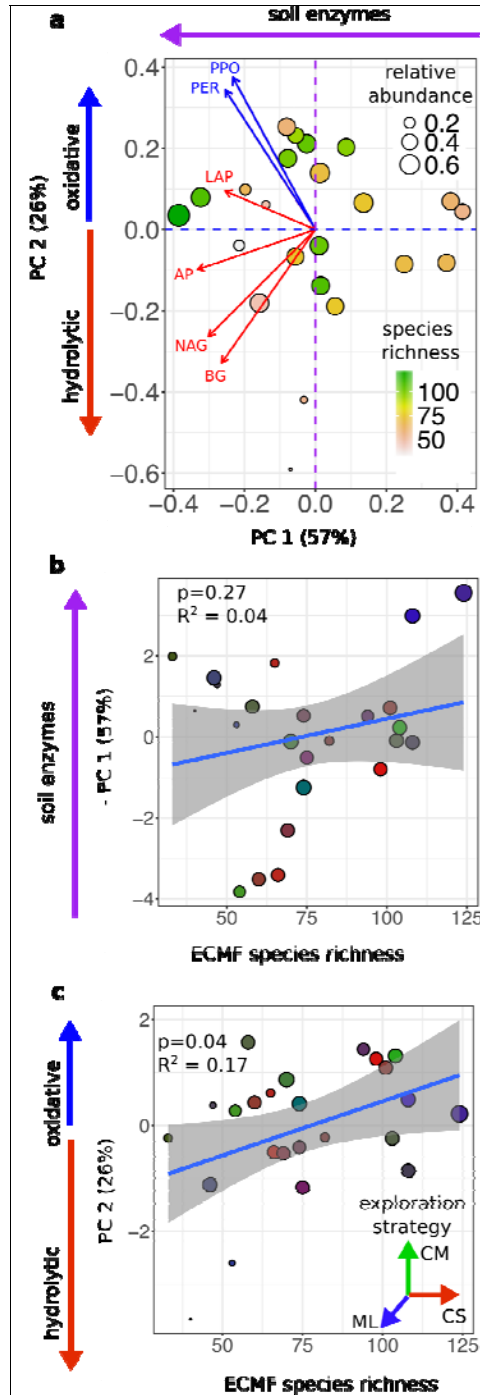 soil enzymes
a
PPO
PER
LAP
AP
NAG
BG
relative
abundance
0.2
0.4
0.6
species
richness
100
75
50
0.4
0.2
0.0
−0.2
−0.4
−0.6
−0.4
−0.2
0.0
0.2
0.4
PC 1 (57%)
PC 2 (26%)
oxidative
hydrolytic
b
p=0.27
R² = 0.04
2
0
−2
−4
50
75
100
125
ECMF species richness
- PC 1 (57%)
soil enzymes
c
p=0.04
R² = 0.17
2
0
−2
50
75
100
125
ECMF species richness
PC 2 (26%)
oxidative
hydrolytic
exploration
strategy
CM
ML
CS